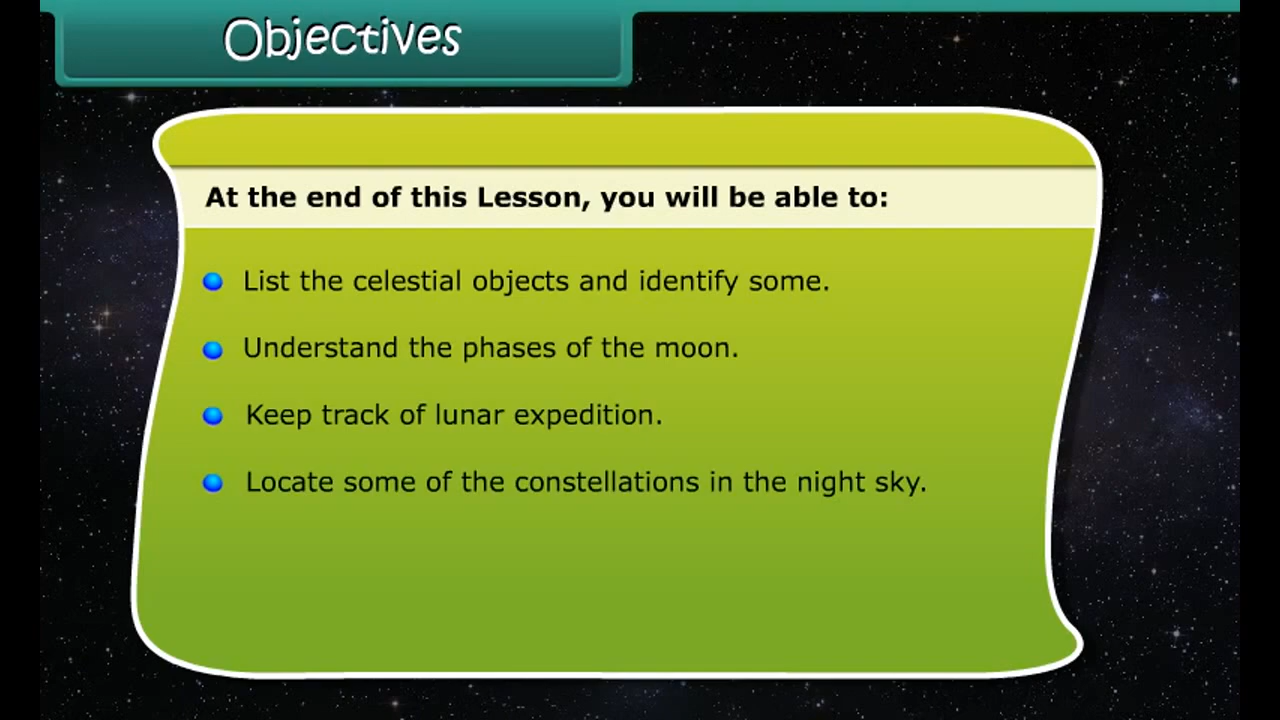 Objectives
At the end of this Lesson, you will be able to:
List the celestial objects and identify some.
Understand the phases of the moon.
Keep track of lunar expedition.
Locate some of the constellations in the night sky.